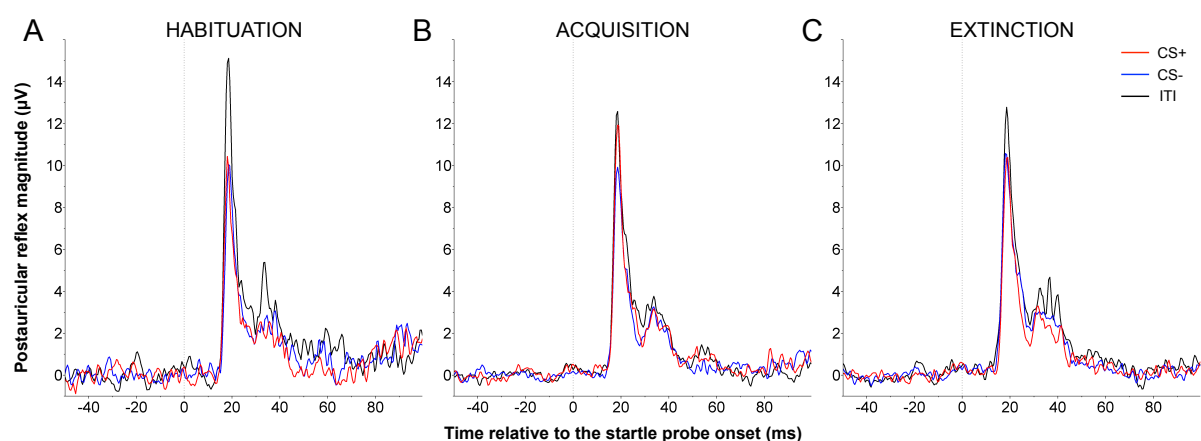 A HABITUATION
B ACQUISITION
C EXTINCTION
CS+
CS-
ITI
Postauricular reflex magnitude (µV)
14
12
10
8
6
4
2
0
-40 -20 0 20 40 60 80
14
12
10
8
6
4
2
0
-40 -20 0 20 40 60 80
14
12
10
8
6
4
2
0
-40 -20 0 20 40 60 80
Time relative to the startle probe onset (ms)